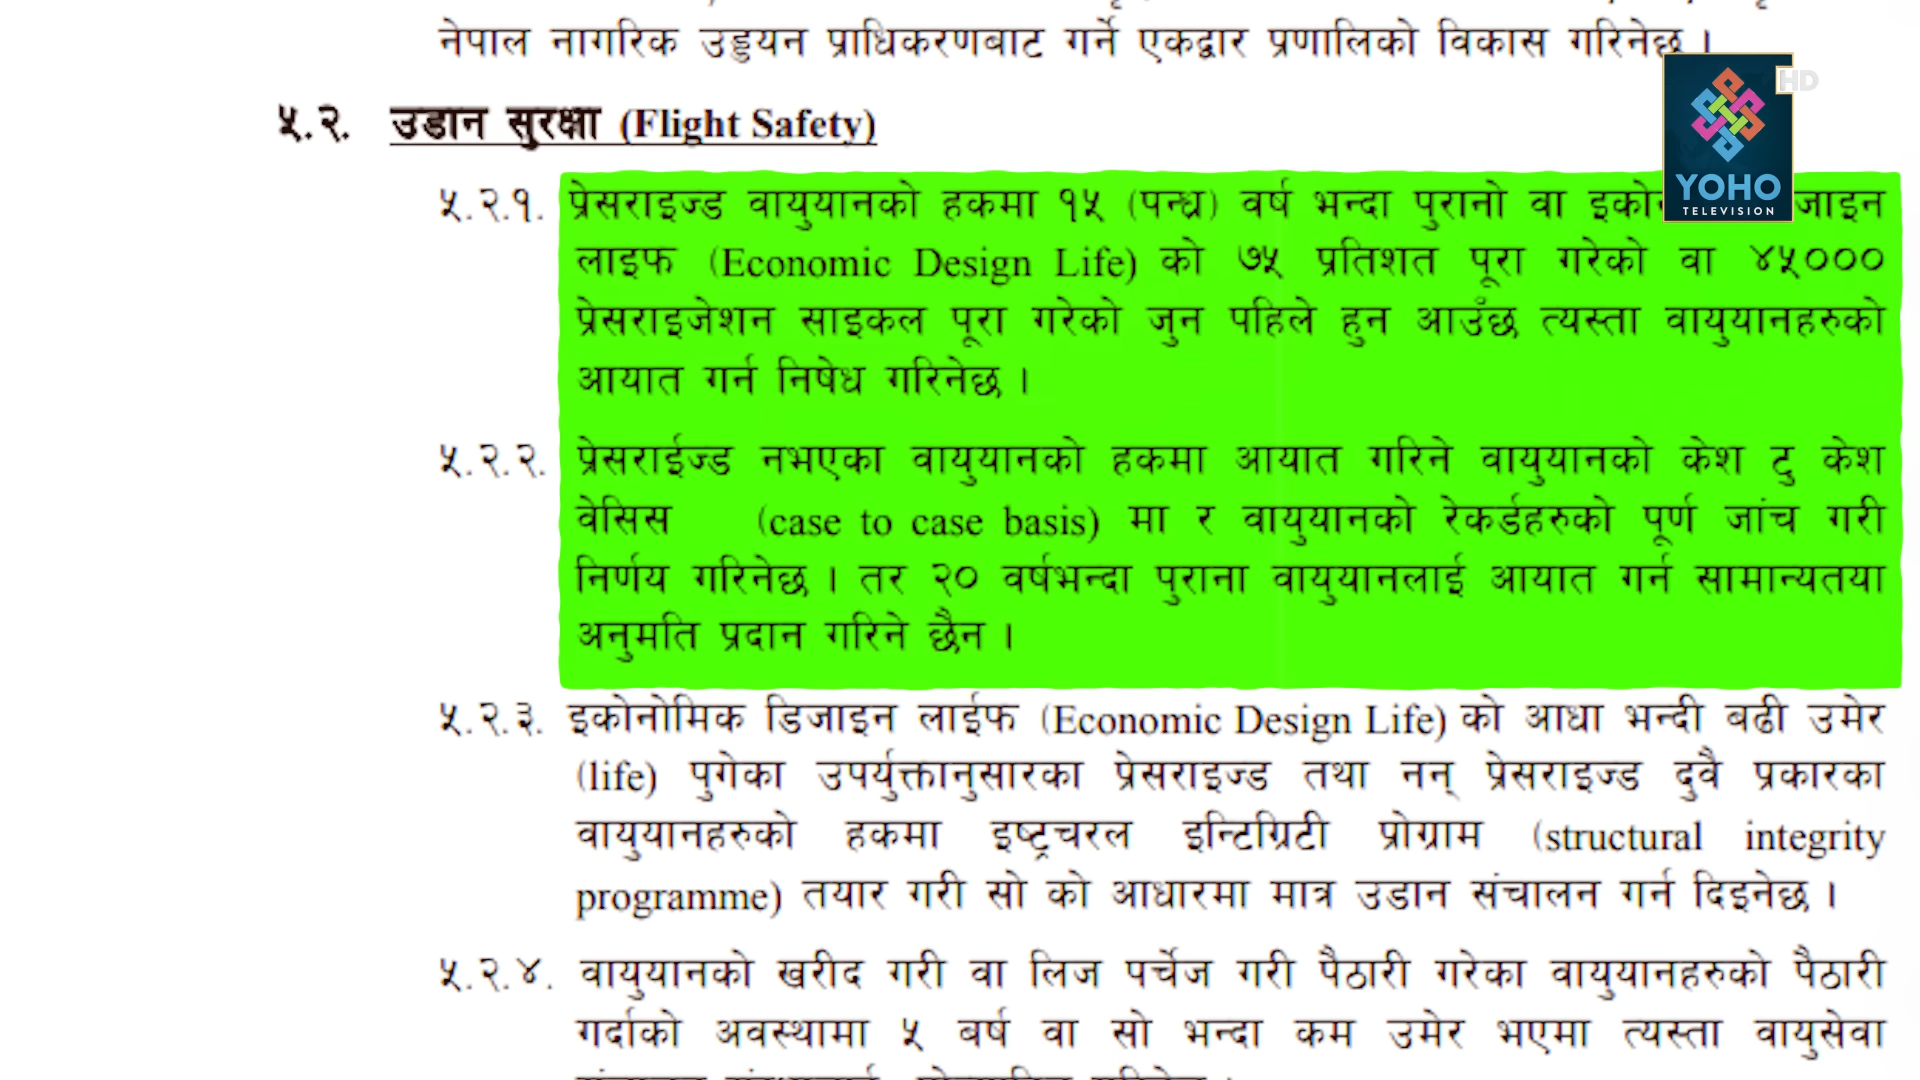 नेपाल नागरिक उड्डयन प्राधिकरणबाट गर्ने एकद्वार प्रणालिको विकास गरिनेछ ।
HD
५.२. उडान सुरक्षा (Flight Safety)
YOHO
TELEVISION
५.२.१. प्रेसराइज्ड वायुयानको हकमा १५ (पन्ध्र) वर्ष भन्दा पुरानो वा
लाइफ (Economic Design Life) को ७५ प्रतिशत पूरा गरेको वा ४५०००
प्रेसराइजेशन साइकल पूरा गरेको जुन पहिले हुन आउँछ त्यस्ता वायुयानहरुको
आयात गर्न निषेध गरिनेछ ।
५.२.२. प्रेसराईज्ड नभएका वायुयानको हकमा आयात गरिने वायुयानको केश टु केश
वेसिस (case to case basis) मा र वायुयानको रेकर्डहरुको पूर्ण जांच गरी
निर्णय गरिनेछ । तर २० वर्षभन्दा पुराना वायुयानलाई आयात गर्न सामान्यतया
अनुमति प्रदान गरिने छैन ।
५.२.३. इकोनोमिक डिजाइन लाईफ (Economic Design Life) को आधा भन्दी बढी उमेर
(life) पुगेका उपर्युक्तानुसारका प्रेसराइज्ड तथा नन् प्रेसराइज्ड दुवै प्रकारका
वायुयानहरुको हकमा इष्ट्रचरल इन्टिग्रिटी प्रोग्राम (structural integrity
programme) तयार गरी सो को आधारमा मात्र उडान संचालन गर्न दिइनेछ ।
५.२.४. वायुयानको खरीद गरी वा लिज पर्चेज गरी पैठारी गरेका वायुयानहरुको पैठारी
गर्दाको अवस्थामा ५ बर्ष वा सो भन्दा कम उमेर भएमा त्यस्ता वायुसेवा